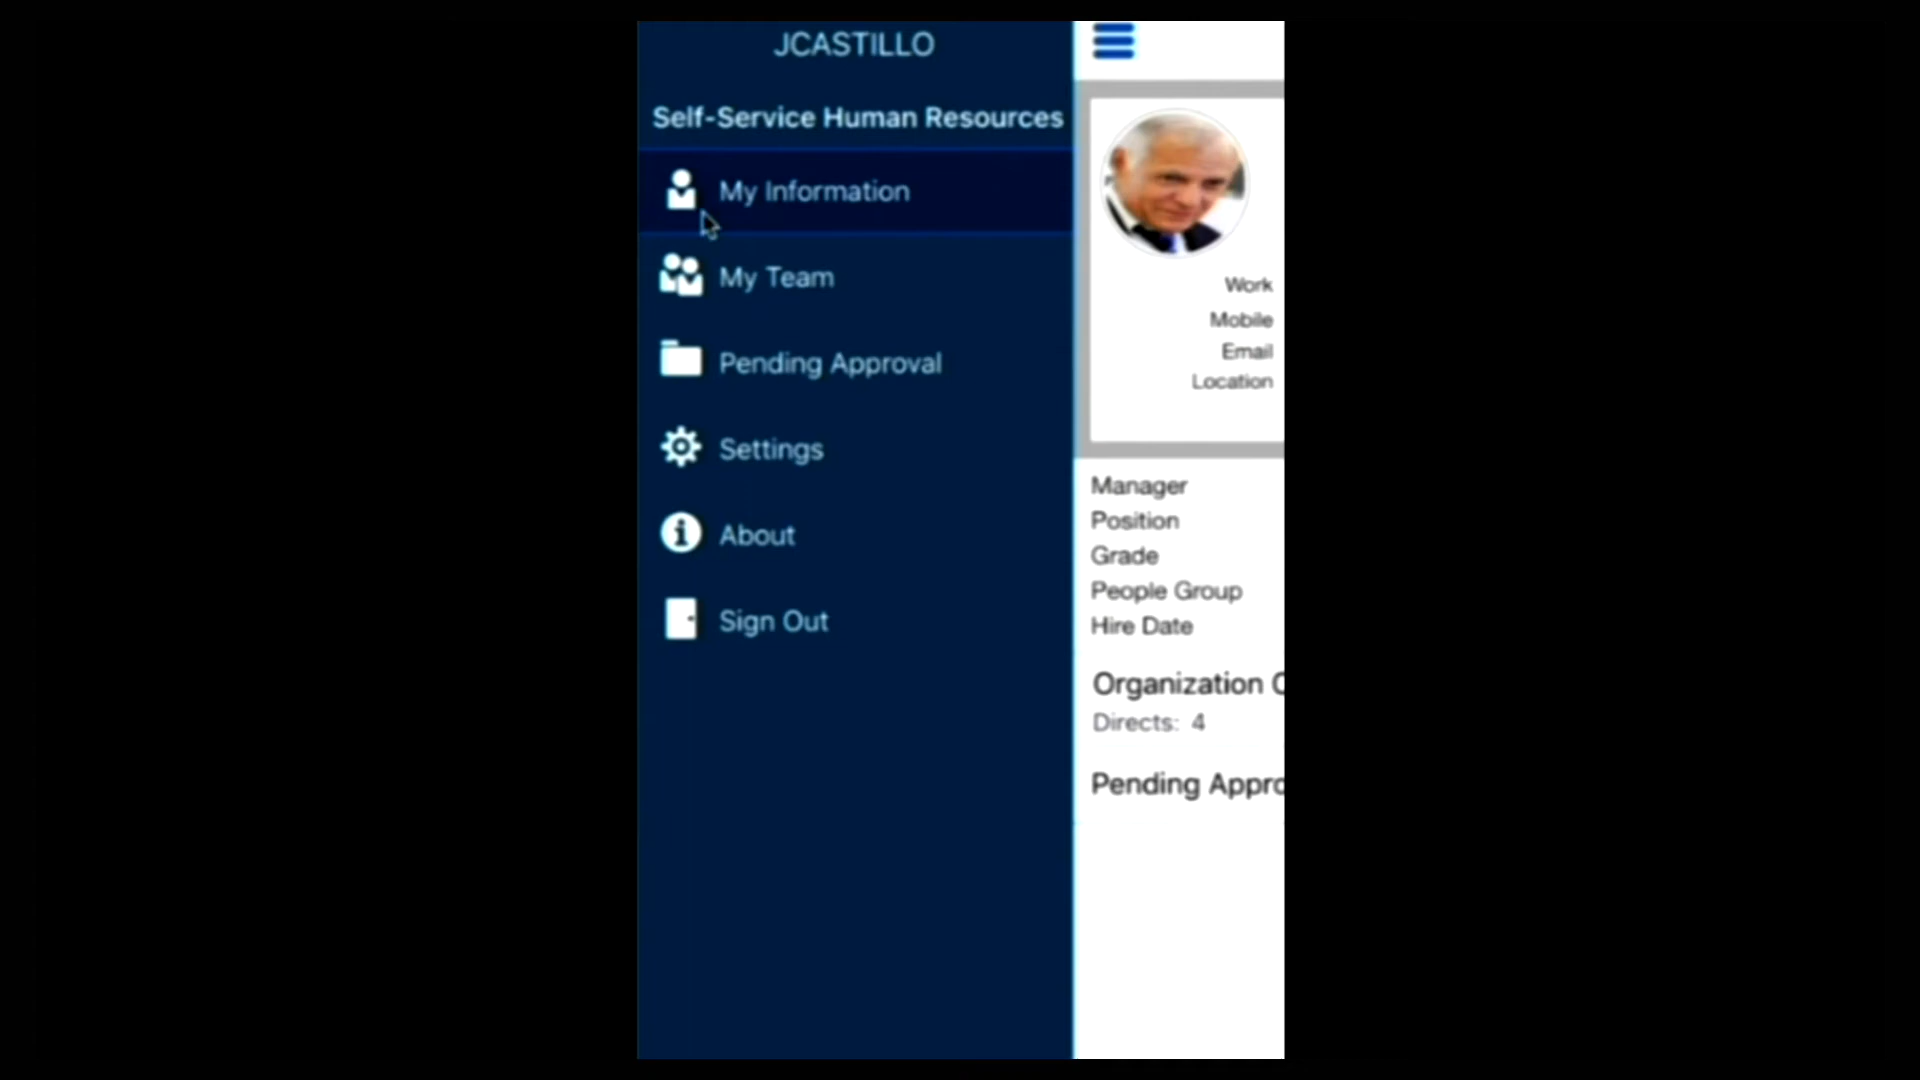 JCASTILLO
Self-Service Human Resources
My Information
My Team
Pending Approval
Settings
About
Sign Out
Work
Mobile
Email
Location
Manager
Position
Grade
People Group
Hire Date
Organization C
Directs: 4
Pending Appro